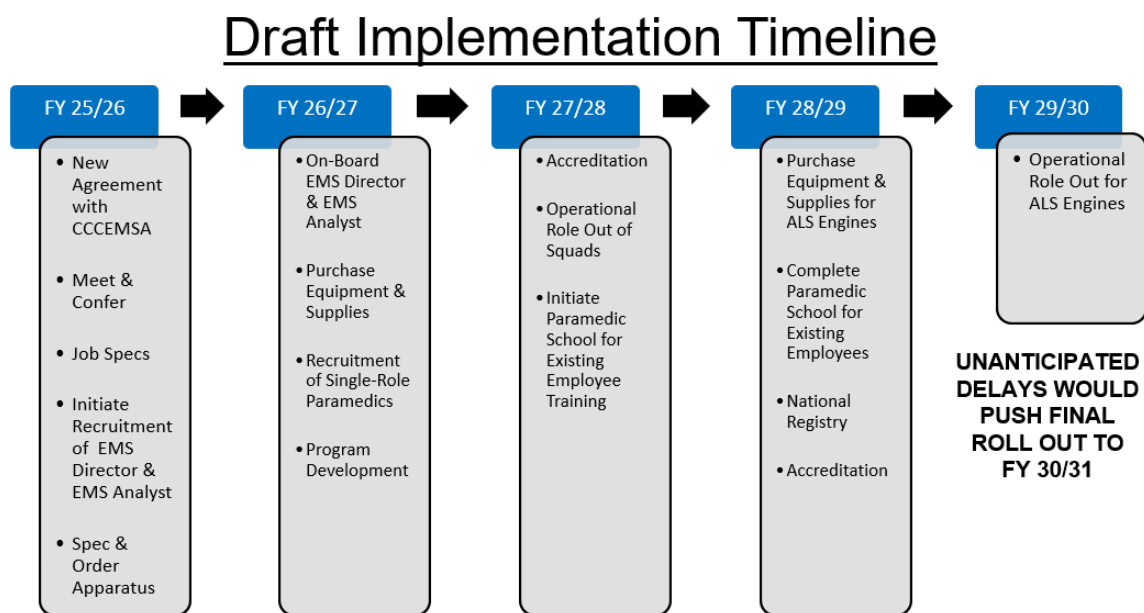 Draft Implementation Timeline
FY 25/26
• New
Agreement
with
CCCEMSA
• Meet &
Confer
• Job Specs
• Initiate
Recruitment
of EMS
Director &
EMS Analyst
• Spec &
Order
Apparatus
FY 26/27
• On-Board
EMS Director
& EMS
Analyst
• Purchase
Equipment &
Supplies
• Recruitment
of Single-Role
Paramedics
• Program
Development
FY 27/28
• Accreditation
• Operational
Role Out of
Squads
• Initiate
Paramedic
School for
Existing
Employee
Training
FY 28/29
• Purchase
Equipment &
Supplies for
ALS Engines
• Complete
Paramedic
School for
Existing
Employees
• National
Registry
• Accreditation
FY 29/30
• Operational
Role Out for
ALS Engines
UNANTICIPATED
DELAYS WOULD
PUSH FINAL
ROLL OUT TO
FY 30/31